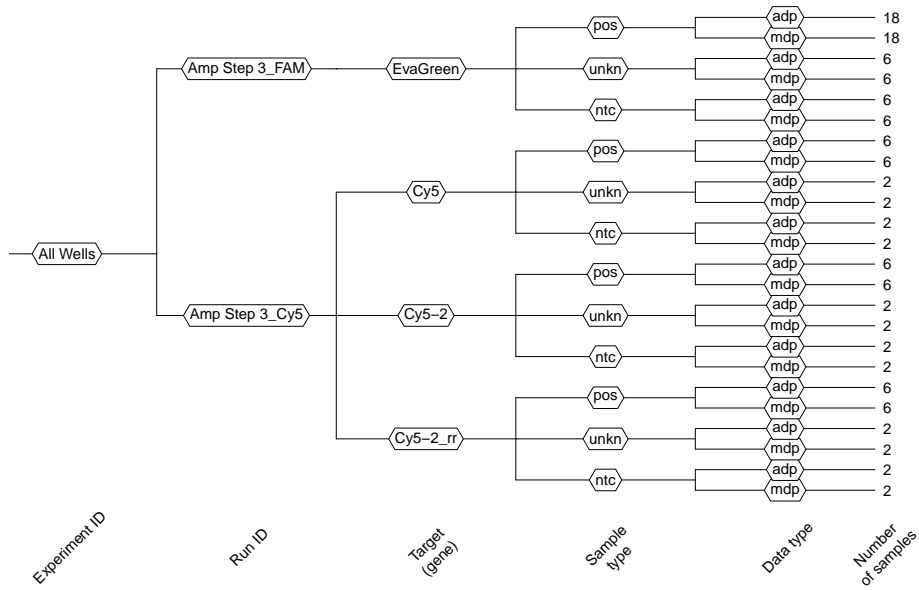 adp 18
pos
mdp 18
Amp Step 3_FAM EvaGreen
adp 6
unkn
mdp 6
adp 6
ntc
mdp 6
adp 6
pos
mdp 6
Cy5
adp 2
unkn
mdp 2
adp 2
ntc
mdp 2
All Wells
adp 6
pos
mdp 6
Amp Step 3_Cy5 Cy5−2
adp 2
unkn
mdp 2
adp 2
ntc
mdp 2
adp 6
pos
mdp 6
Cy5−2_rr
adp 2
unkn
mdp 2
adp 2
ntc
mdp 2
Experiment ID
Run ID
Target
(gene)
Sample
type
Data type
Number
of samples